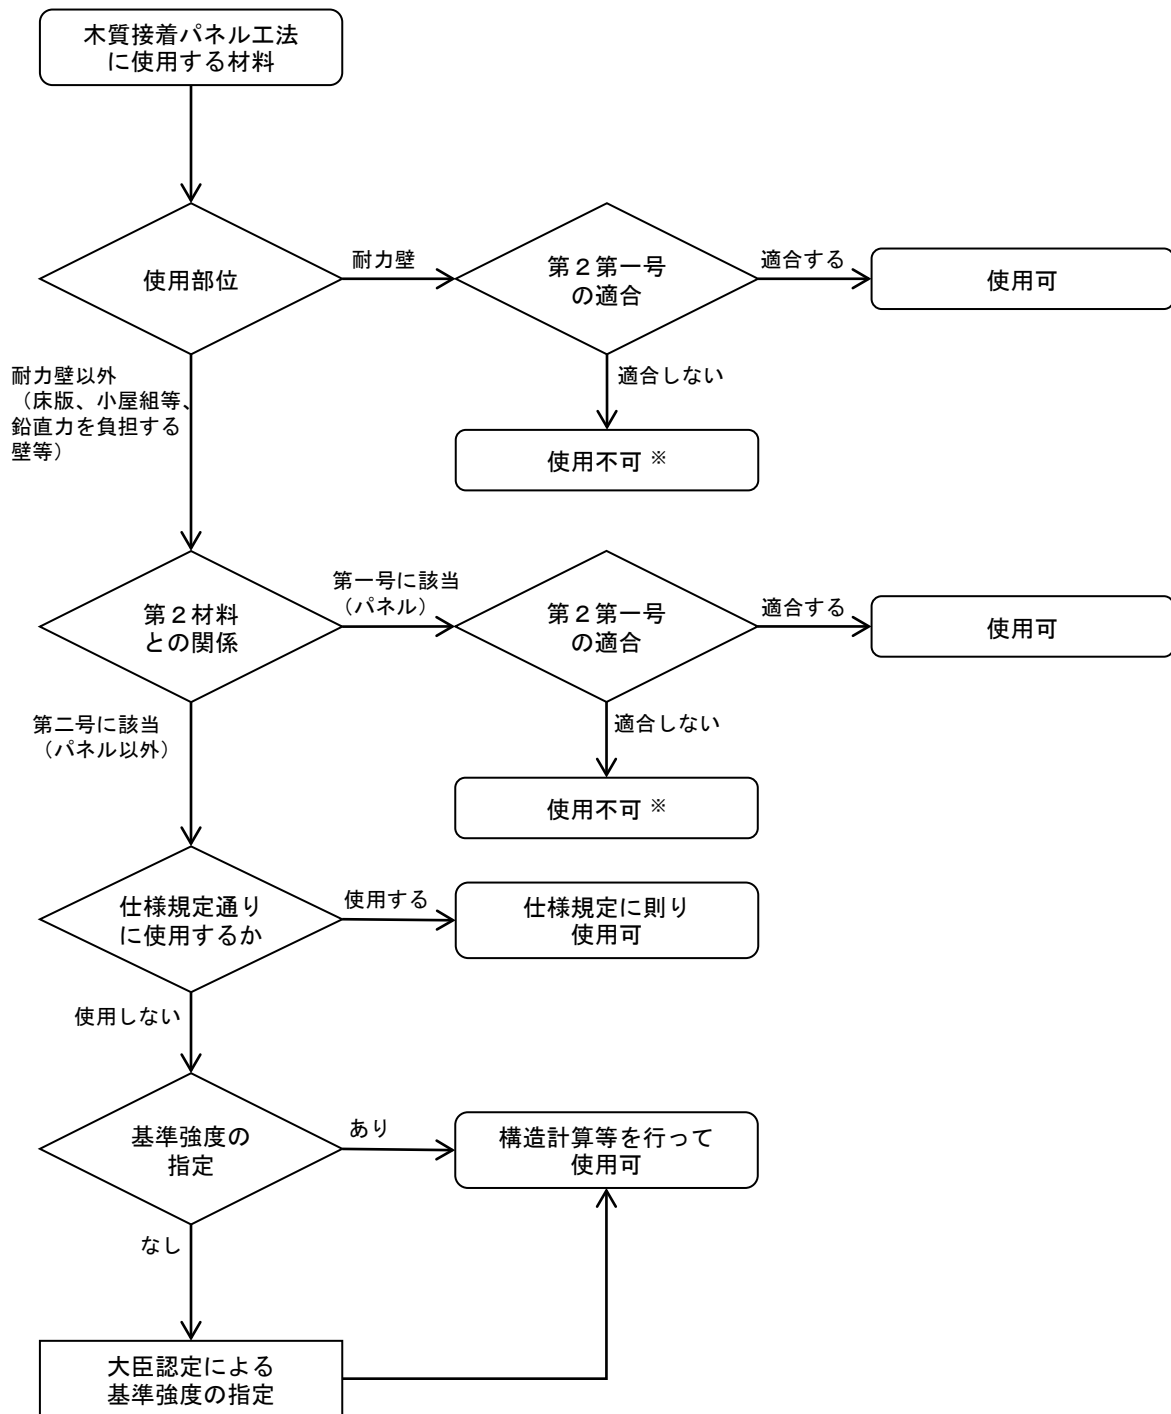 木質接着パネル工法
に使用する材料
使用部位
耐力壁
第２第一号
の適合
適合する
使用可
適合しない
使用不可 ※
耐力壁以外
（床版、小屋組等、
鉛直力を負担する
壁等）
第２材料
との関係
第一号に該当
（パネル）
第２第一号
の適合
適合する
使用可
適合しない
使用不可 ※
第二号に該当
（パネル以外）
仕様規定通り
に使用するか
使用する
仕様規定に則り
使用可
使用しない
基準強度の
指定
あり
構造計算等を行って
使用可
なし
大臣認定による
基準強度の指定